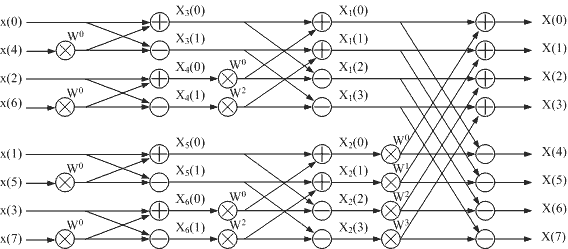 x(0) X₃(0) X₁(0) X(0)
x(4) W⁰ X₃(1) X₁(1) X(1)
x(2) X₄(0) W⁰ X₁(2) X(2)
x(6) W⁰ X₄(1) W² X₁(3) X(3)
x(1) X₅(0) X₂(0) W⁰ X(4)
x(5) W⁰ X₅(1) X₂(1) W¹ X(5)
x(3) X₆(0) W⁰ X₂(2) W² X(6)
x(7) W⁰ X₆(1) W² X₂(3) W³ X(7)